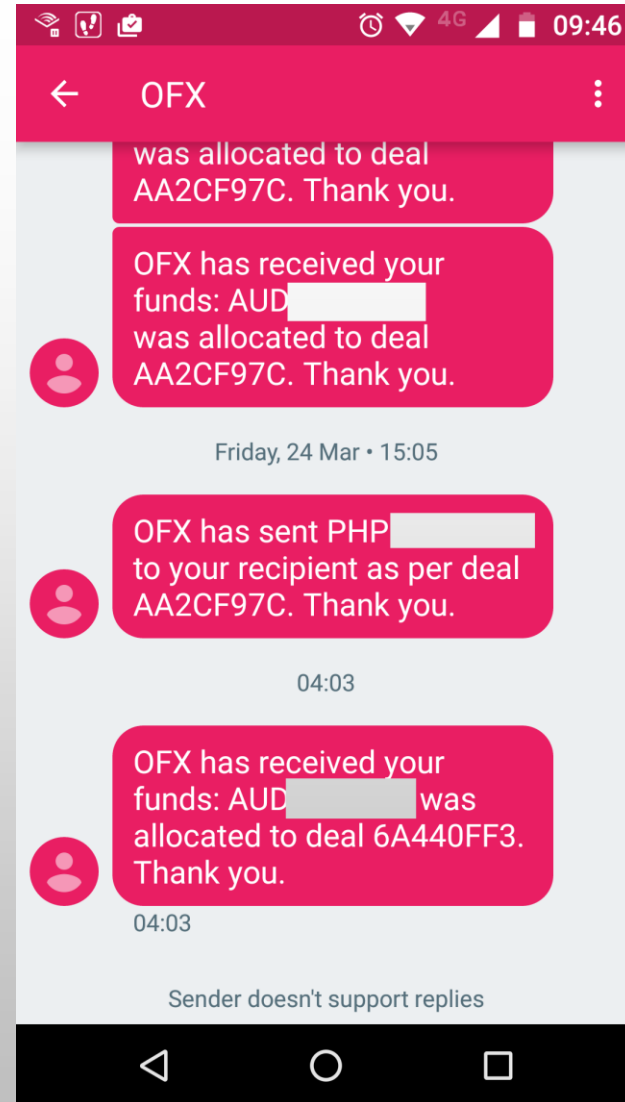 4G 09:46
OFX
was allocated to deal
AA2CF97C. Thank you.
OFX has received your
funds: AUD
was allocated to deal
AA2CF97C. Thank you.
Friday, 24 Mar • 15:05
OFX has sent PHP
to your recipient as per deal
AA2CF97C. Thank you.
04:03
OFX has received your
funds: AUD was
allocated to deal 6A440FF3.
Thank you.
04:03
Sender doesn't support replies